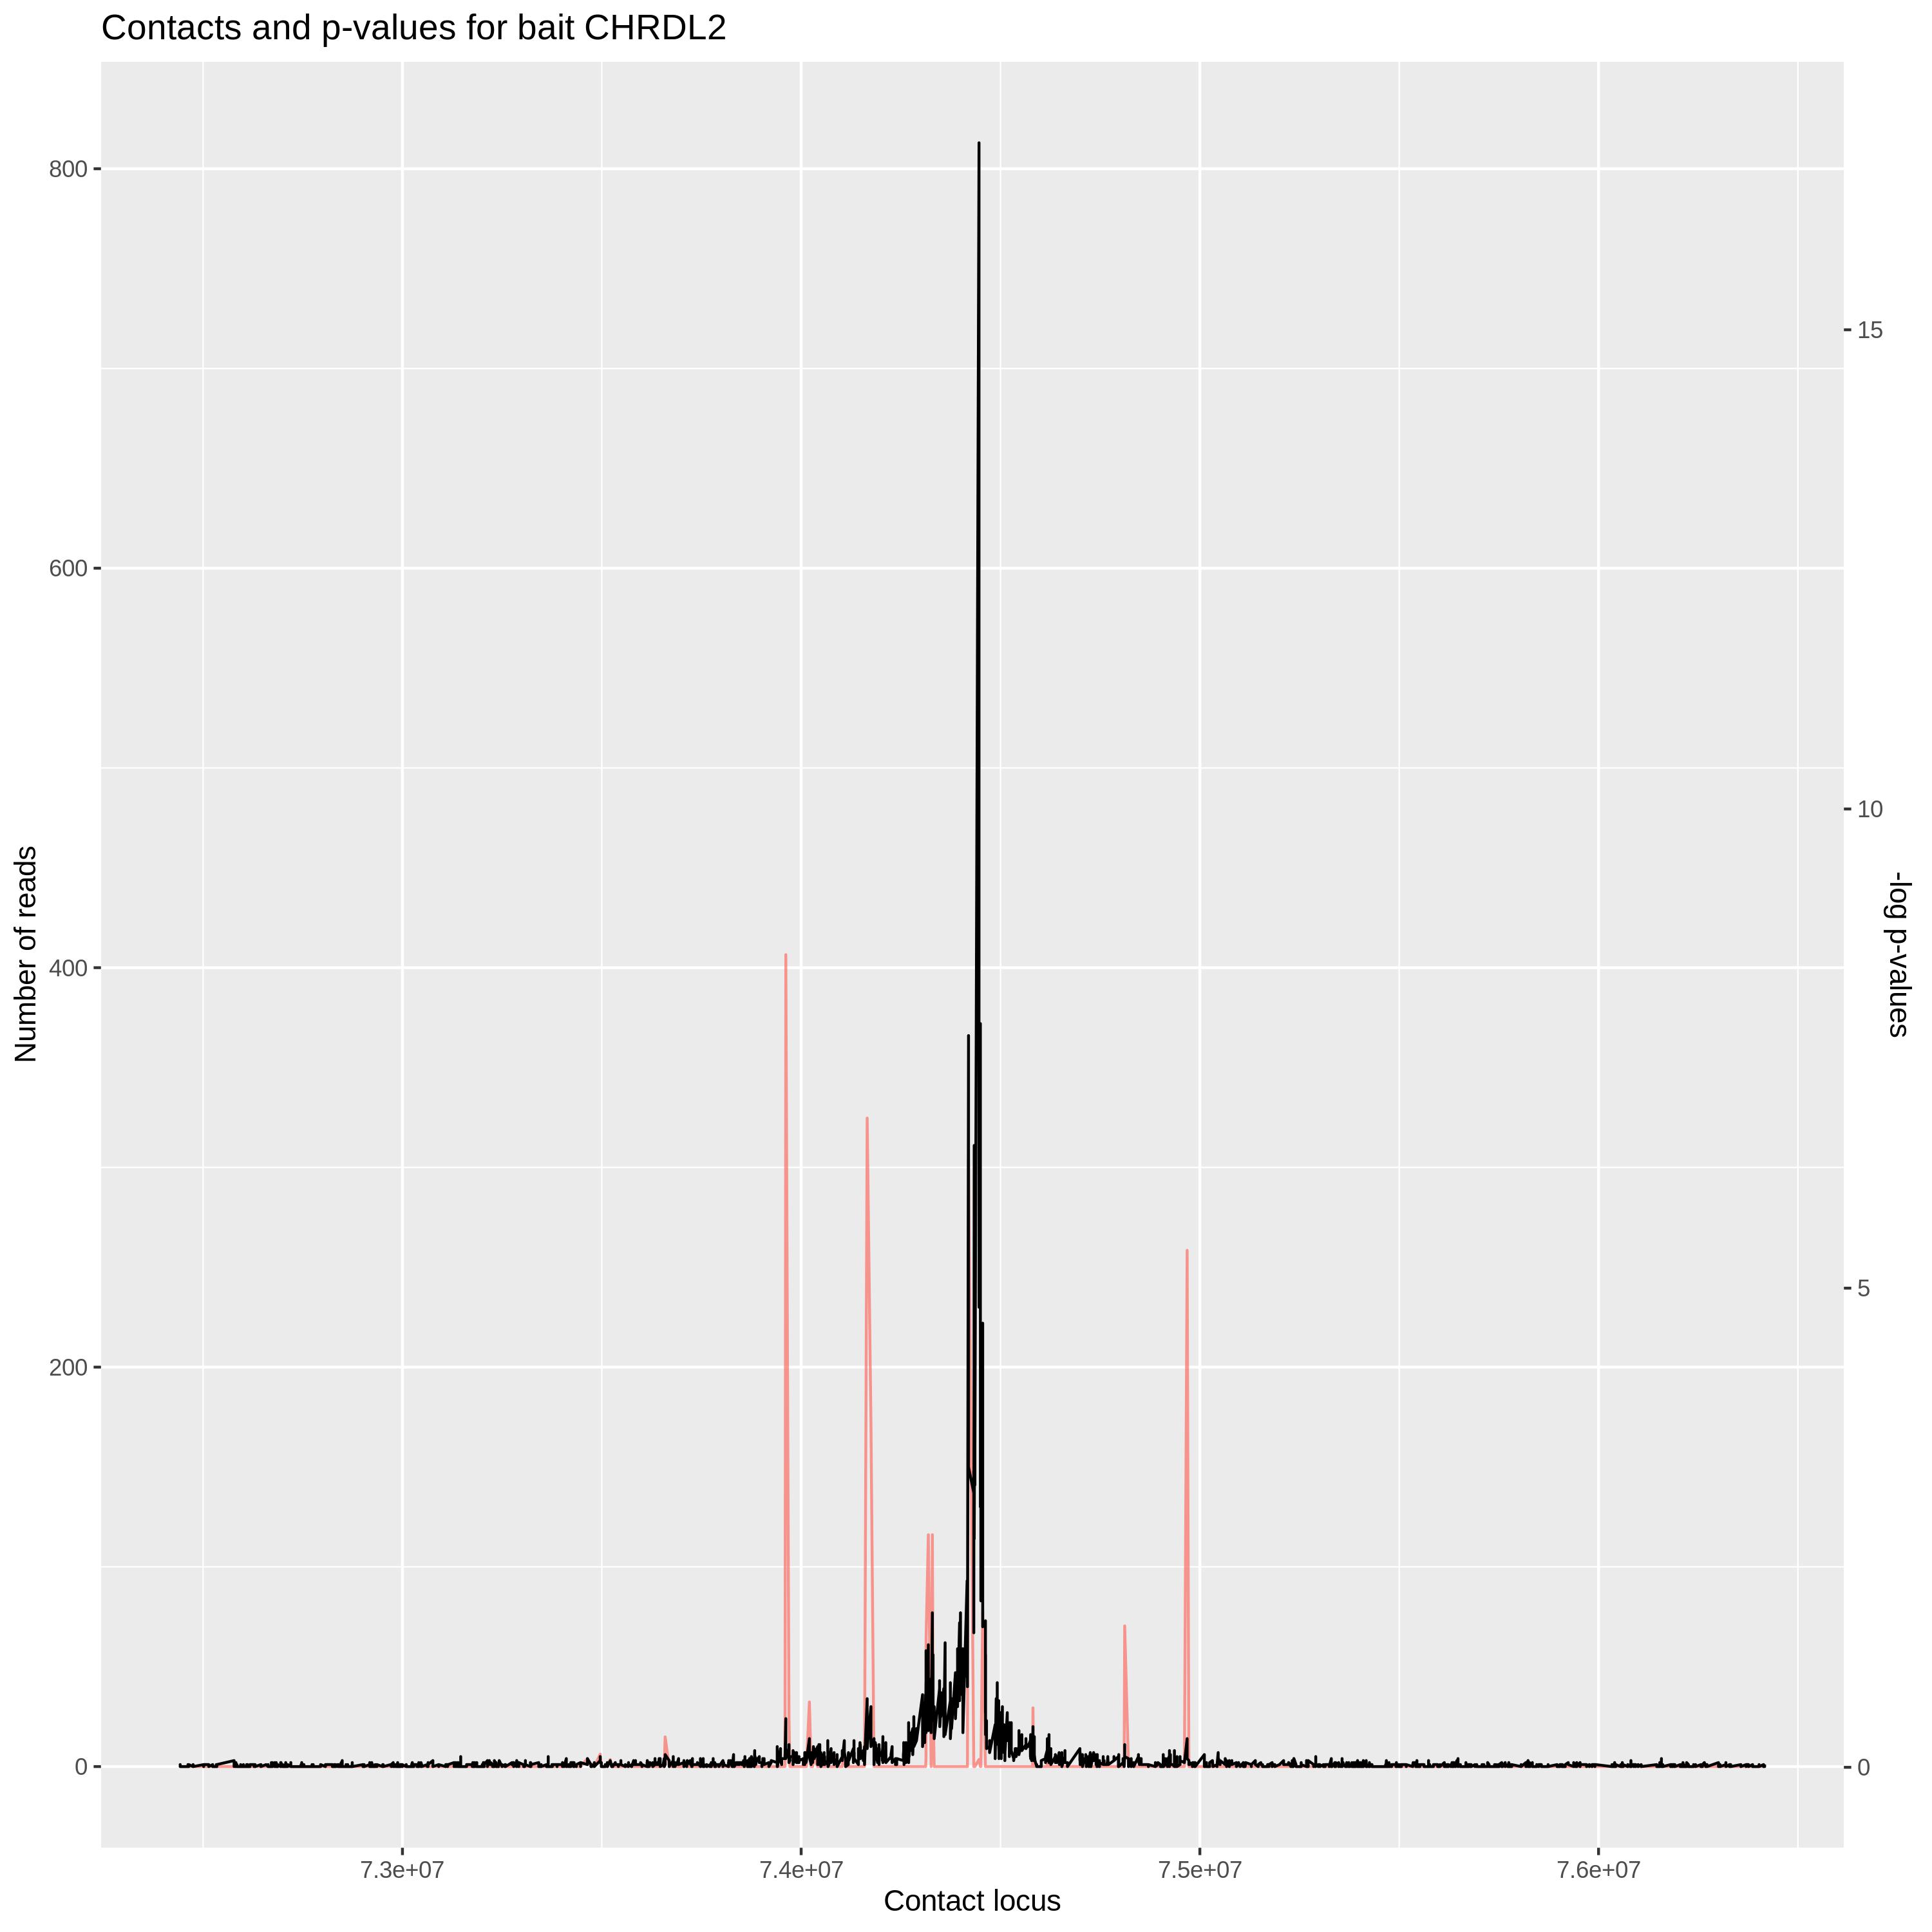 Contacts and p-values for bait CHRDL2
800
600
400
200
0
15
10
5
0
Number of reads
-log p-values
7.3e+07
7.4e+07
7.5e+07
7.6e+07
Contact locus